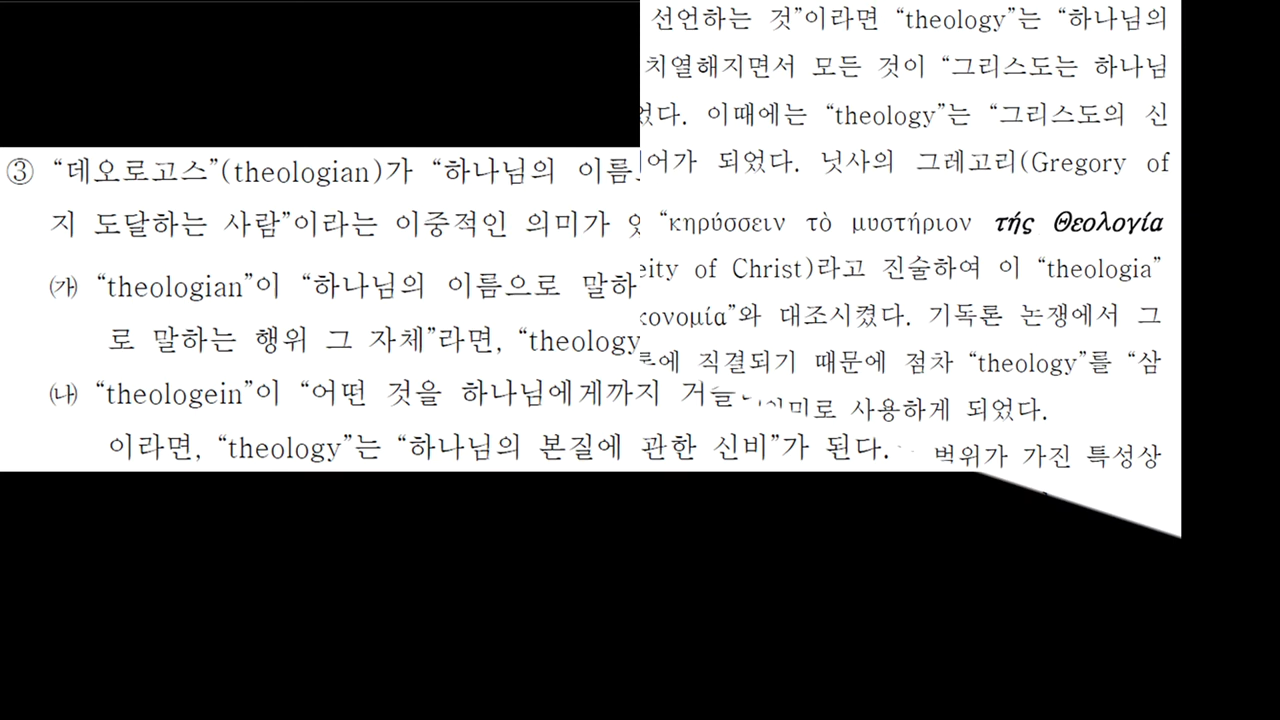 ③ “데오로고스”(theologian)가 “하나님의 이름
지 도달하는 사람”이라는 이중적인 의미가
㈎ “theologian”이 “하나님의 이름으로 말하
로 말하는 행위 그 자체”라면, “theology
㈏ “theologein”이 “어떤 것을 하나님에게까지
이라면, “theology”는 “하나님의 본질에 관한 신비”가 된다.
선언하는 것”이라면 “theology”는 “하나님의
치열해지면서 모든 것이 “그리스도는 하나님
었다. 이때에는 “theology”는 “그리스도의 신
어가 되었다. 닛사의 그레고리(Gregory of
“κηρύσσειν τὸ μυστήριον τής Θεολογία
eity of Christ)라고 진술하여 이 “theologia”
κονομία”와 대조시켰다. 기독론 논쟁에서 그
론에 직결되기 때문에 점차 “theology”를 “삼
의미로 사용하게 되었다.
범위가 가진 특성상